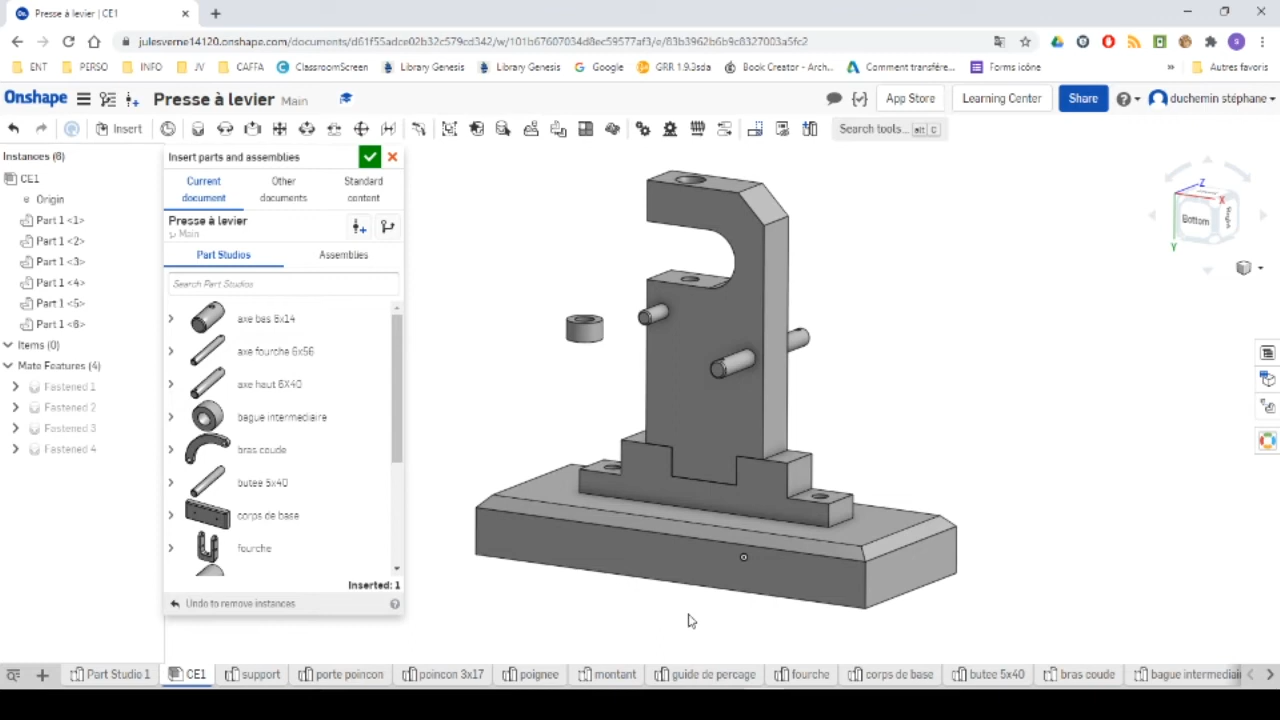 Presse à levier | CE1
julesverne14120.onshape.com/documents/d61f55adce02b32c579cd342/w/101b67607034d8ec59577af3/e/83b3962b6b9c8327003a5fc2
ENT PERSO INFO JV CAFFA ClassroomScreen Library Genesis Library Genesis Google GRR 1.9.3sda Book Creator - Arch... Comment transfére... Forms icône » Autres favoris
Onshape Presse à levier Main App Store Learning Center Share duchemin stéphane
Insert Search tools... alt C
Instances (6)
CE1
Origin
Part 1 <1>
Part 1 <2>
Part 1 <3>
Part 1 <4>
Part 1 <5>
Part 1 <6>
Items (0)
Mate Features (4)
Fastened 1
Fastened 2
Fastened 3
Fastened 4
Insert parts and assemblies
Current document
Other documents
Standard content
Presse à levier
Main
Part Studios Assemblies
Search Part Studios
axe bas 8x14
axe fourche 6x56
axe haut 6X40
bague intermediaire
bras coude
butee 5x40
corps de base
fourche
Inserted: 1
Undo to remove instances
Z
X
Bottom
Y
Part Studio 1 CE1 support porte poincon poincon 3x17 poignee montant guide de percage fourche corps de base butee 5x40 bras coude bague intermediai